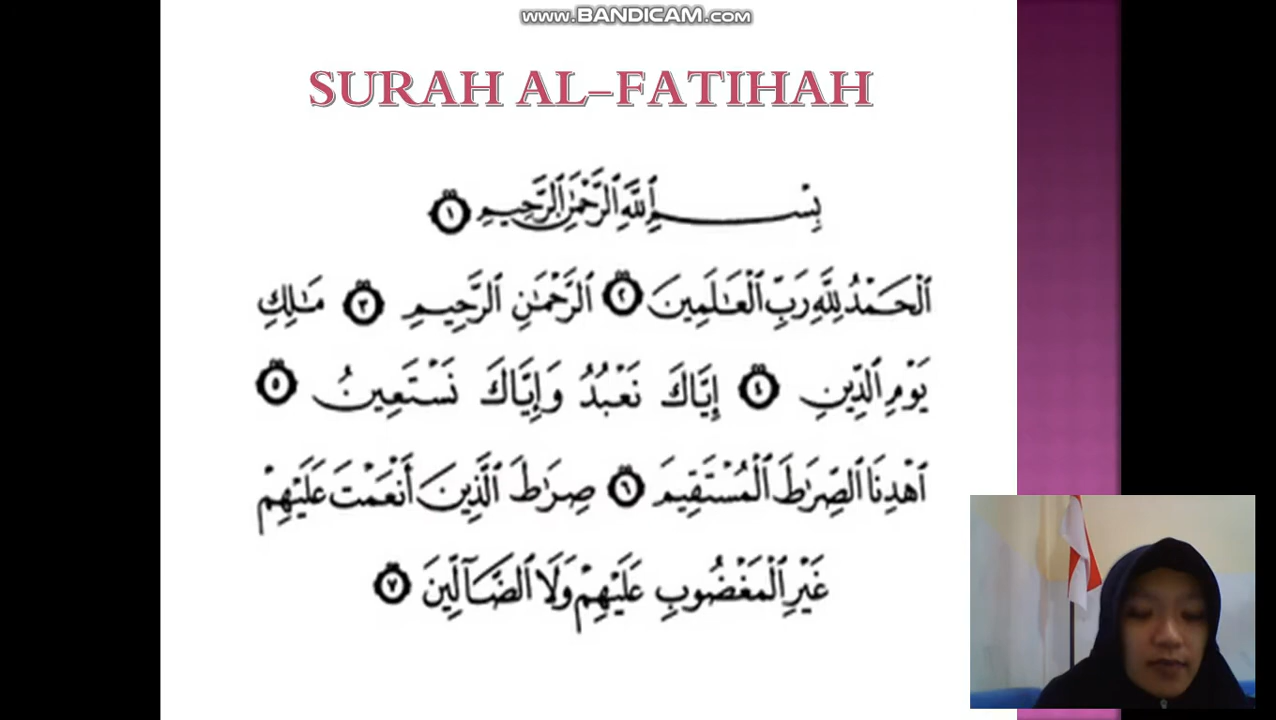 www.BANDICAM.com
SURAH AL-FATIHAH
بِسْمِ ٱللَّهِ ٱلرَّحْمَٰنِ ٱلرَّحِيمِ ١
ٱلْحَمْدُ لِلَّهِ رَبِّ ٱلْعَٰلَمِينَ ٢ ٱلرَّحْمَٰنِ ٱلرَّحِيمِ ٣ مَٰلِكِ
يَوْمِ ٱلدِّينِ ٤ إِيَّاكَ نَعْبُدُ وَإِيَّاكَ نَسْتَعِينُ ٥
ٱهْدِنَا ٱلصِّرَٰطَ ٱلْمُسْتَقِيمَ ٦ صِرَٰطَ ٱلَّذِينَ أَنْعَمْتَ عَلَيْهِمْ
غَيْرِ ٱلْمَغْضُوبِ عَلَيْهِمْ وَلَا ٱلضَّآلِّينَ ٧